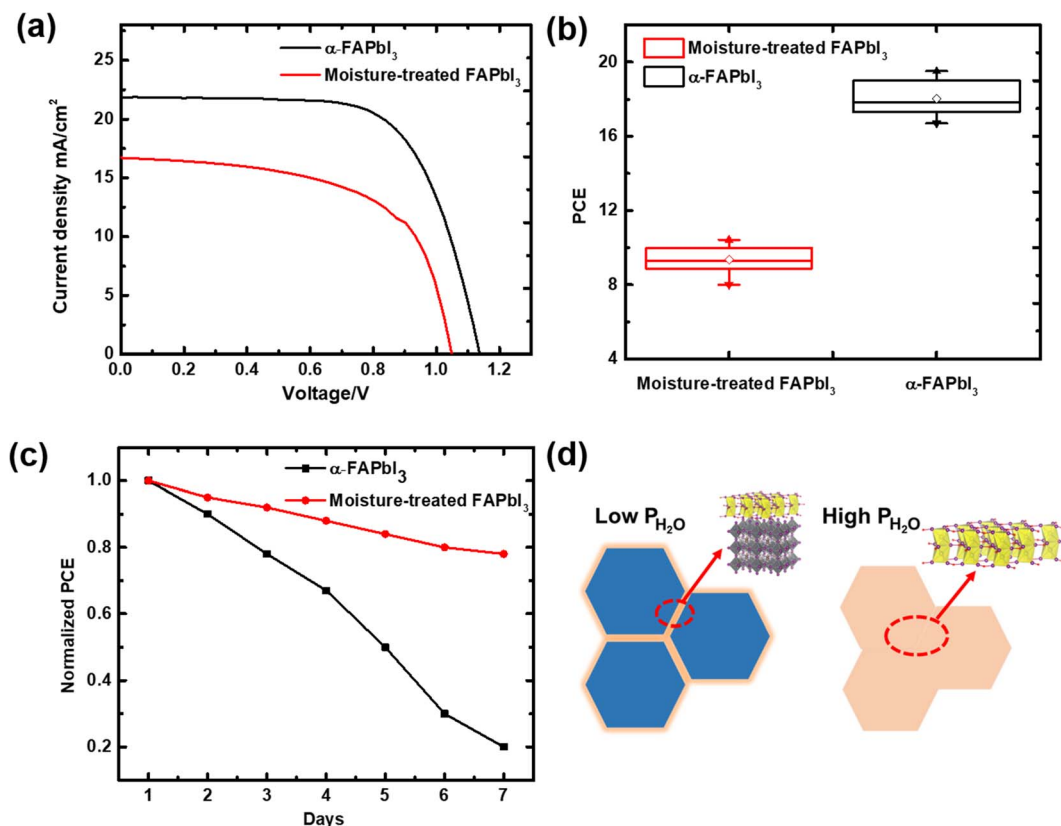 (a)
α-FAPbI₃
Moisture-treated FAPbI₃
25
20
15
10
5
0
0.0 0.2 0.4 0.6 0.8 1.0 1.2
Current density mA/cm²
Voltage/V
(b)
Moisture-treated FAPbI₃
α-FAPbI₃
20
16
12
8
4
PCE
Moisture-treated FAPbI₃ α-FAPbI₃
(c)
α-FAPbI₃
Moisture-treated FAPbI₃
1.0
0.8
0.6
0.4
0.2
1 2 3 4 5 6 7
Normalized PCE
Days
(d)
Low P_H₂O
High P_H₂O